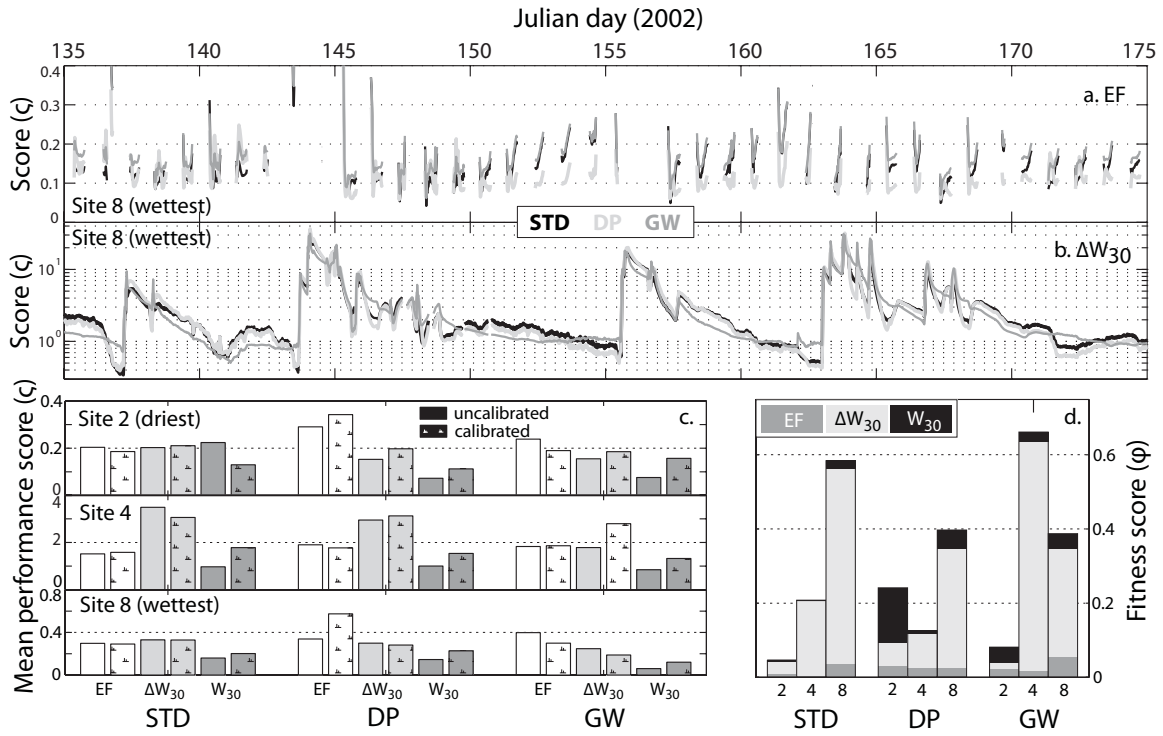 Julian day (2002)
135 140 145 150 155 160 165 170 175
0.4
0.3
0.2
0.1
0
Score (ς)
a. EF
Site 8 (wettest)
STD DP GW
Site 8 (wettest)
b. ΔW30
10^1
10^0
Score (ς)
Mean performance score (ς)
0.4
0.2
0
Site 2 (driest)
uncalibrated
calibrated
c.
4
2
0
Site 4
0.8
0.4
0
Site 8 (wettest)
EF ΔW30 W30 EF ΔW30 W30 EF ΔW30 W30
STD DP GW
EF ΔW30 W30
d.
0.6
0.4
0.2
0
Fitness score (φ)
2 4 8 2 4 8 2 4 8
STD DP GW